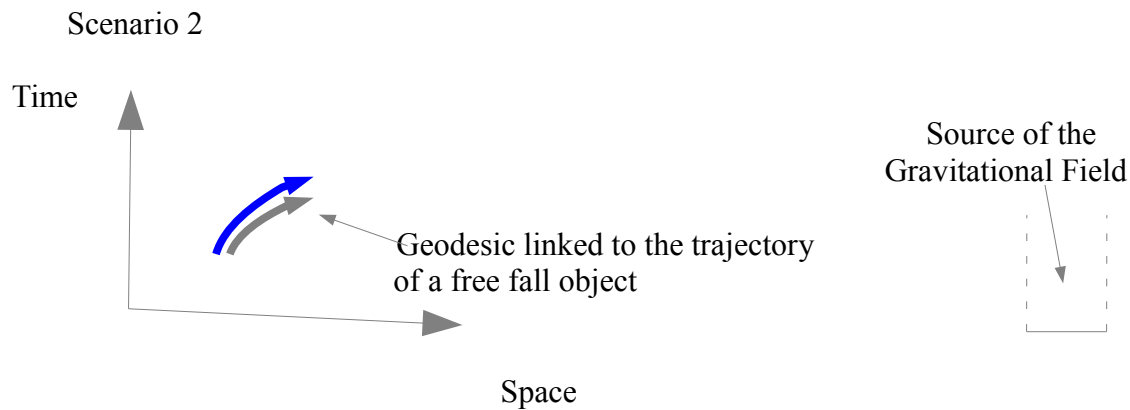 Scenario 2
Time
Source of the
Gravitational Field
Geodesic linked to the trajectory
of a free fall object
Space